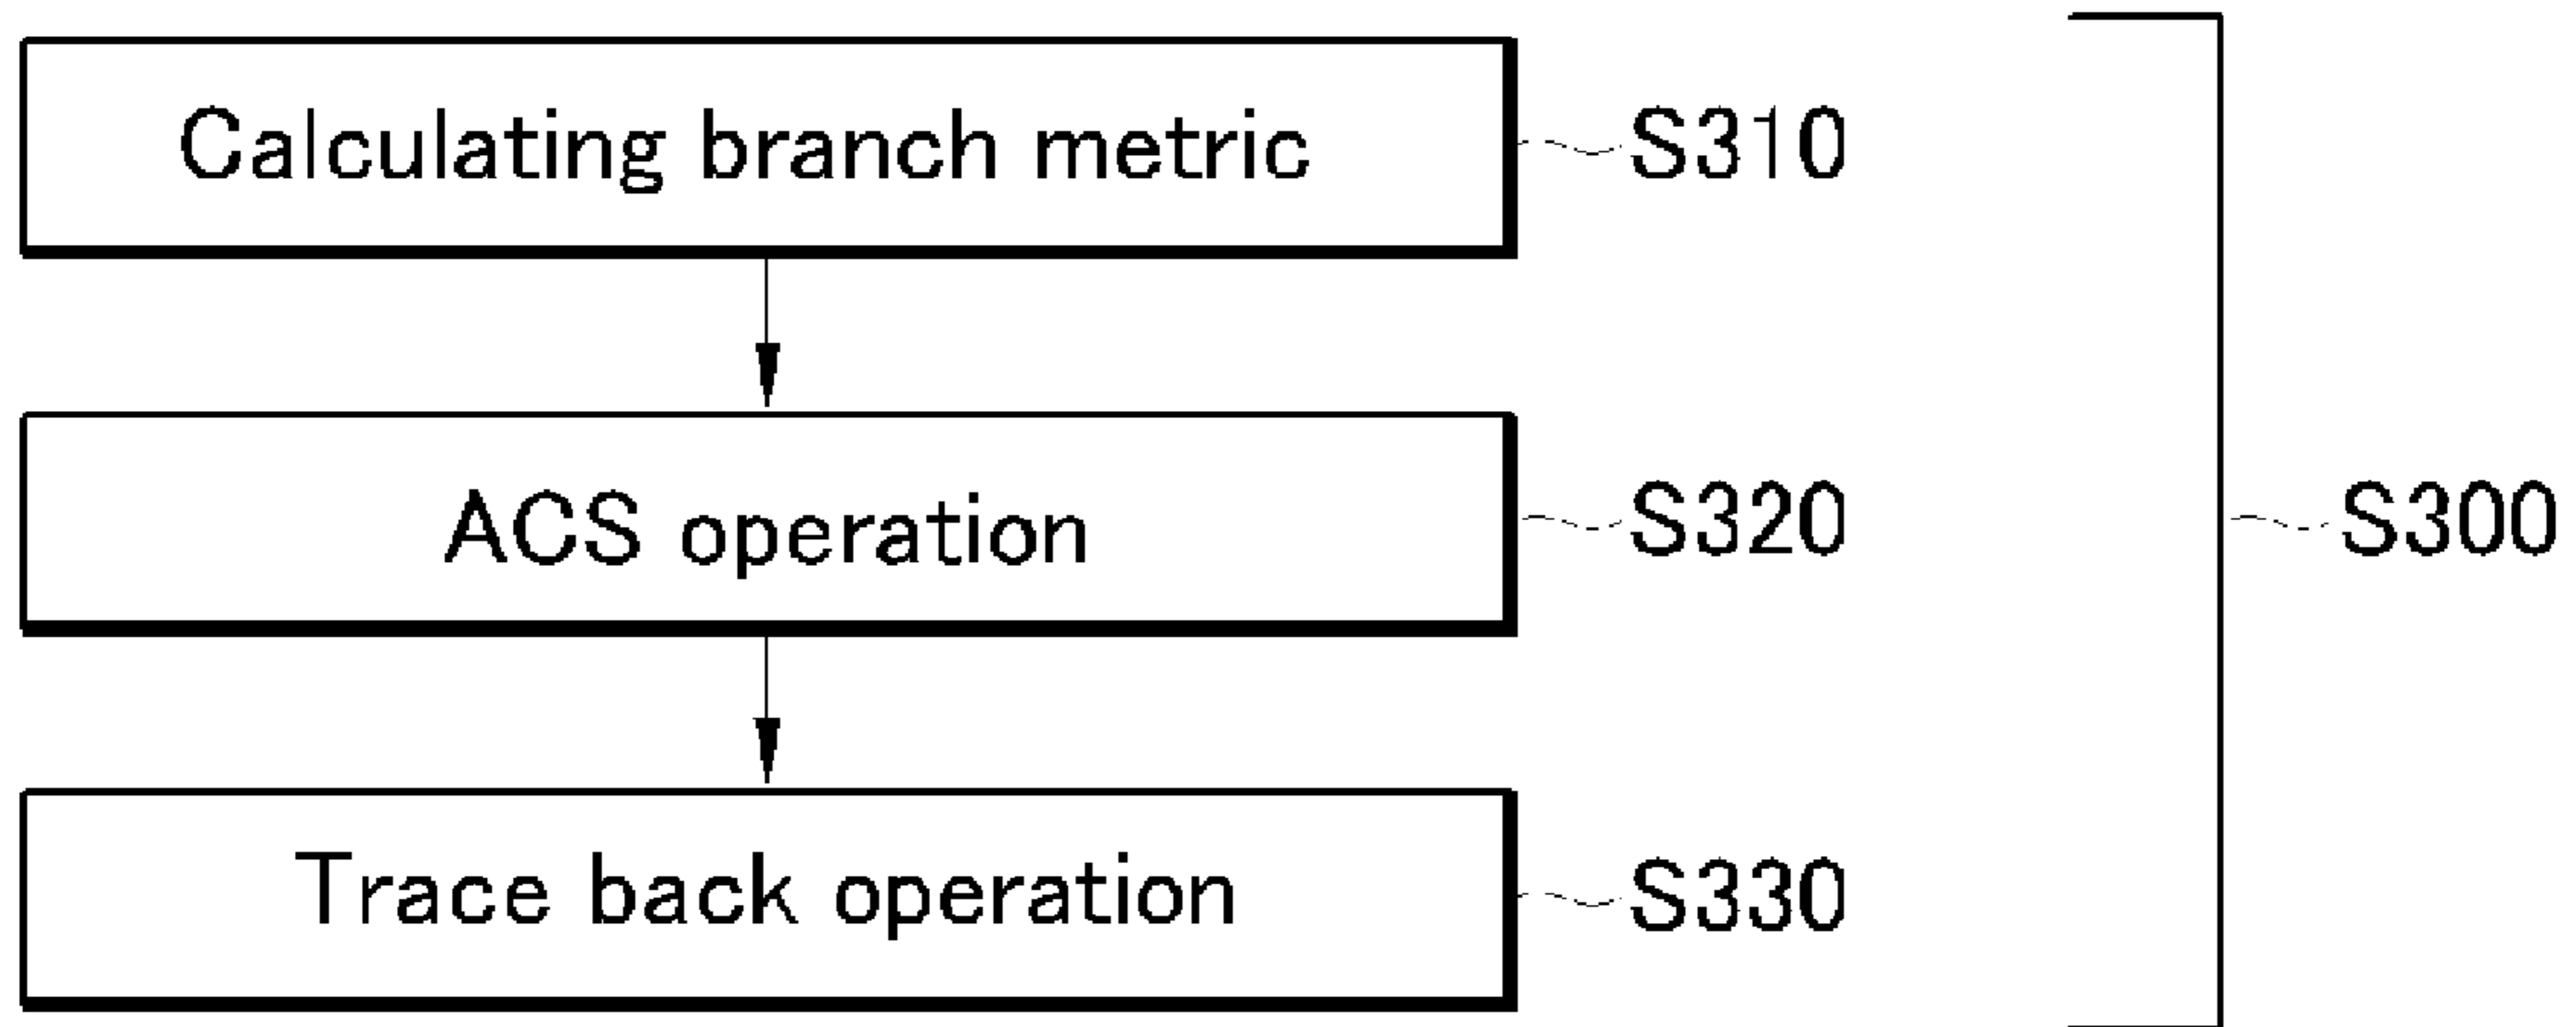 Calculating branch metric
S310
ACS operation
S320
S300
Trace back operation
S330